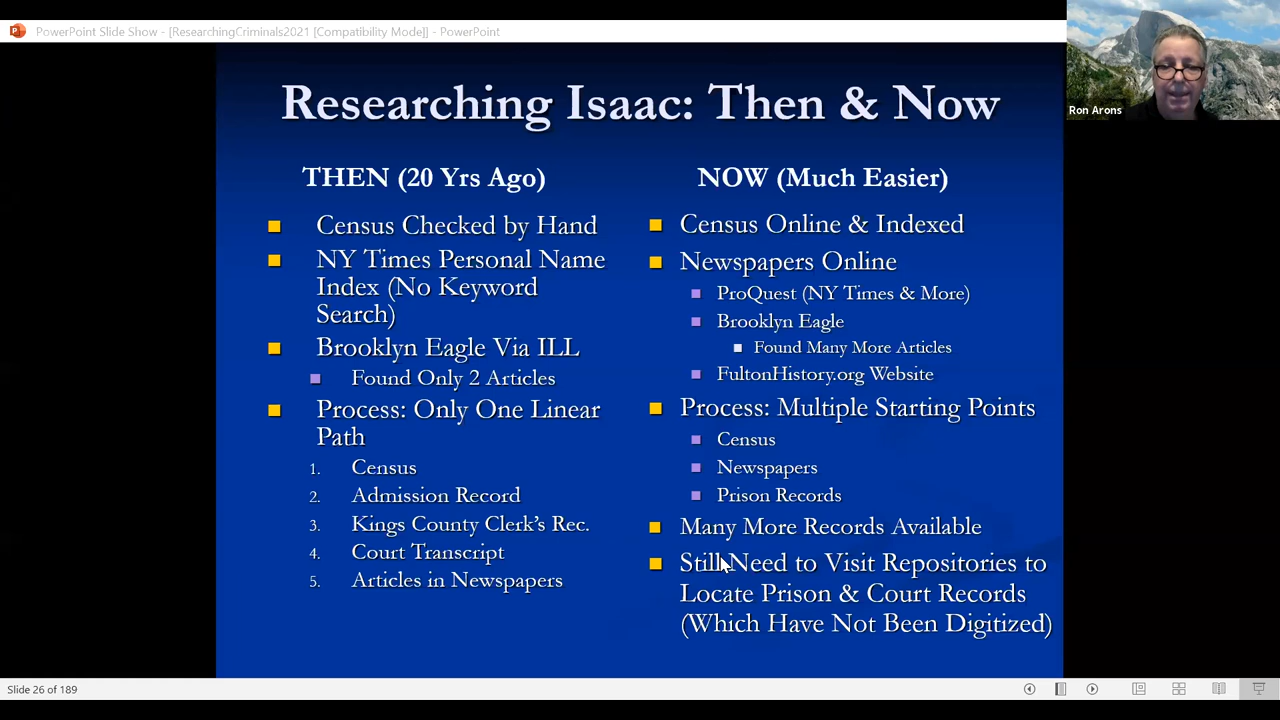 PowerPoint Slide Show - [ResearchingCriminals2021 [Compatibility Mode]] - PowerPoint
Ron Arons
Researching Isaac: Then & Now
THEN (20 Yrs Ago)
Census Checked by Hand
NY Times Personal Name
Index (No Keyword
Search)
Brooklyn Eagle Via ILL
Found Only 2 Articles
Process: Only One Linear
Path
1. Census
2. Admission Record
3. Kings County Clerk's Rec.
4. Court Transcript
5. Articles in Newspapers
NOW (Much Easier)
Census Online & Indexed
Newspapers Online
ProQuest (NY Times & More)
Brooklyn Eagle
Found Many More Articles
FultonHistory.org Website
Process: Multiple Starting Points
Census
Newspapers
Prison Records
Many More Records Available
Still Need to Visit Repositories to
Locate Prison & Court Records
(Which Have Not Been Digitized)
Slide 26 of 189